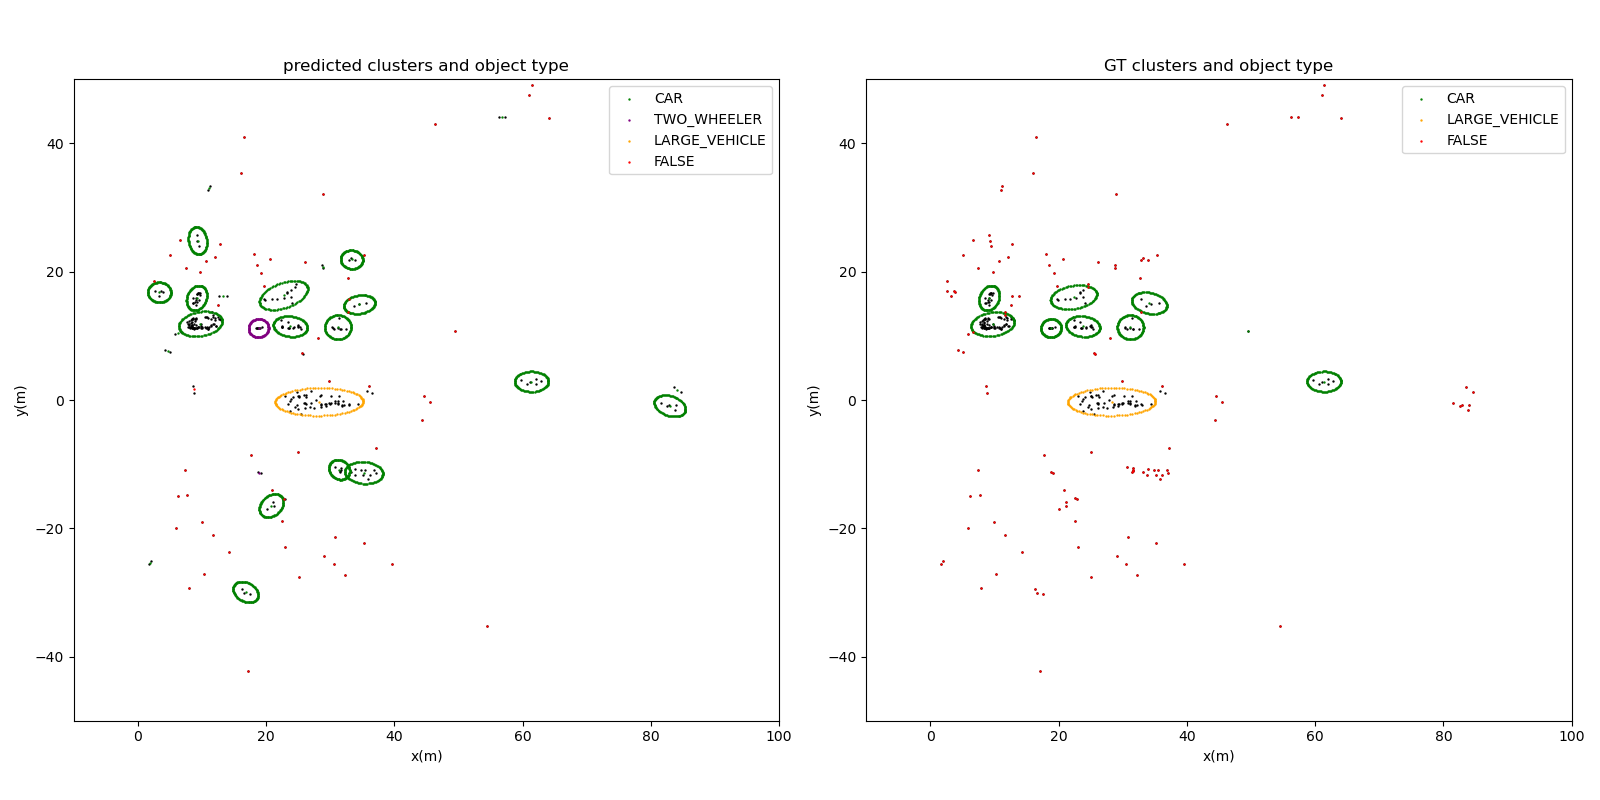 predicted clusters and object type
CAR
TWO_WHEELER
LARGE_VEHICLE
FALSE
40
20
0
−20
−40
y(m)
0 20 40 60 80 100
x(m)
GT clusters and object type
CAR
LARGE_VEHICLE
FALSE
40
20
0
−20
−40
y(m)
0 20 40 60 80 100
x(m)